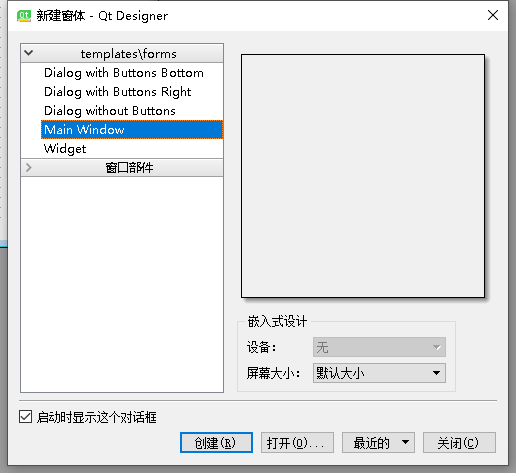 新建窗体 - Qt Designer
templates\forms
Dialog with Buttons Bottom
Dialog with Buttons Right
Dialog without Buttons
Main Window
Widget
窗口部件
嵌入式设计
设备：
无
屏幕大小：
默认大小
启动时显示这个对话框
创建(R)
打开(O)...
最近的
关闭(C)